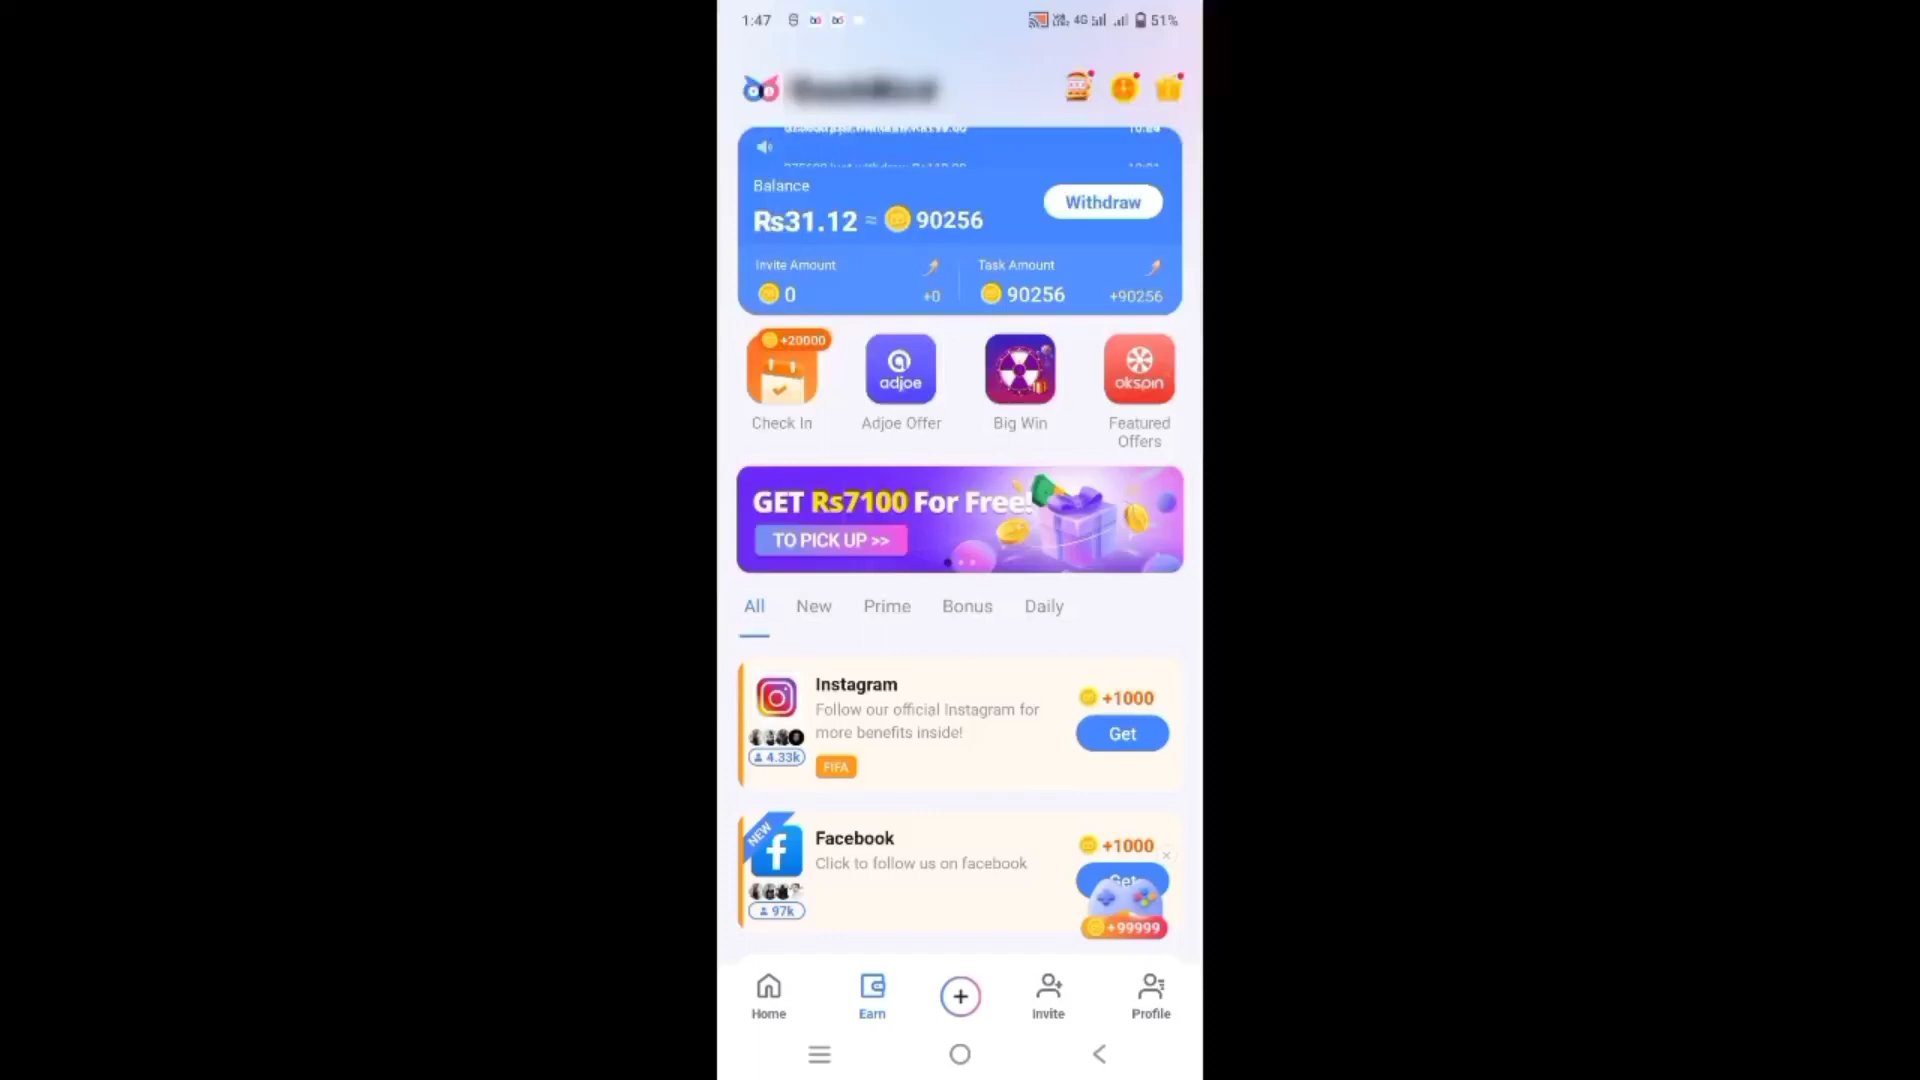 1:47
4G 51%
Balance
Withdraw
Rs31.12 ≈ 90256
Invite Amount
Task Amount
0 +0
90256 +90256
+20000
adjoe
okspin
Check In
Adjoe Offer
Big Win
Featured
Offers
GET Rs7100 For Free!
TO PICK UP >>
All New Prime Bonus Daily
Instagram
Follow our official Instagram for
more benefits inside!
+1000
Get
4.33k
FIFA
NEW
Facebook
Click to follow us on facebook
+1000
Get
97k
+99999
Home
Earn
Invite
Profile